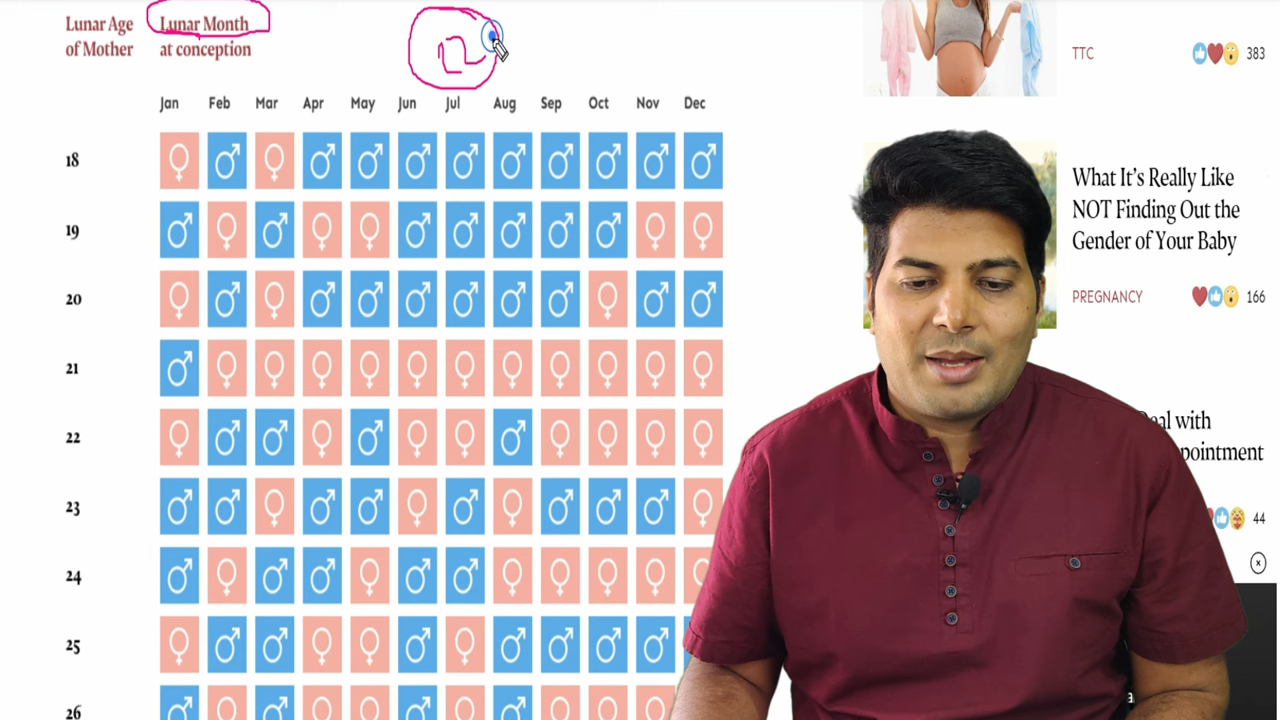 Lunar Age of Mother
Lunar Month at conception
Jan Feb Mar Apr May Jun Jul Aug Sep Oct Nov Dec
18
19
20
21
22
23
24
25
26
TTC
383
What It's Really Like
NOT Finding Out the
Gender of Your Baby
PREGNANCY
166
eal with
ppointment
44